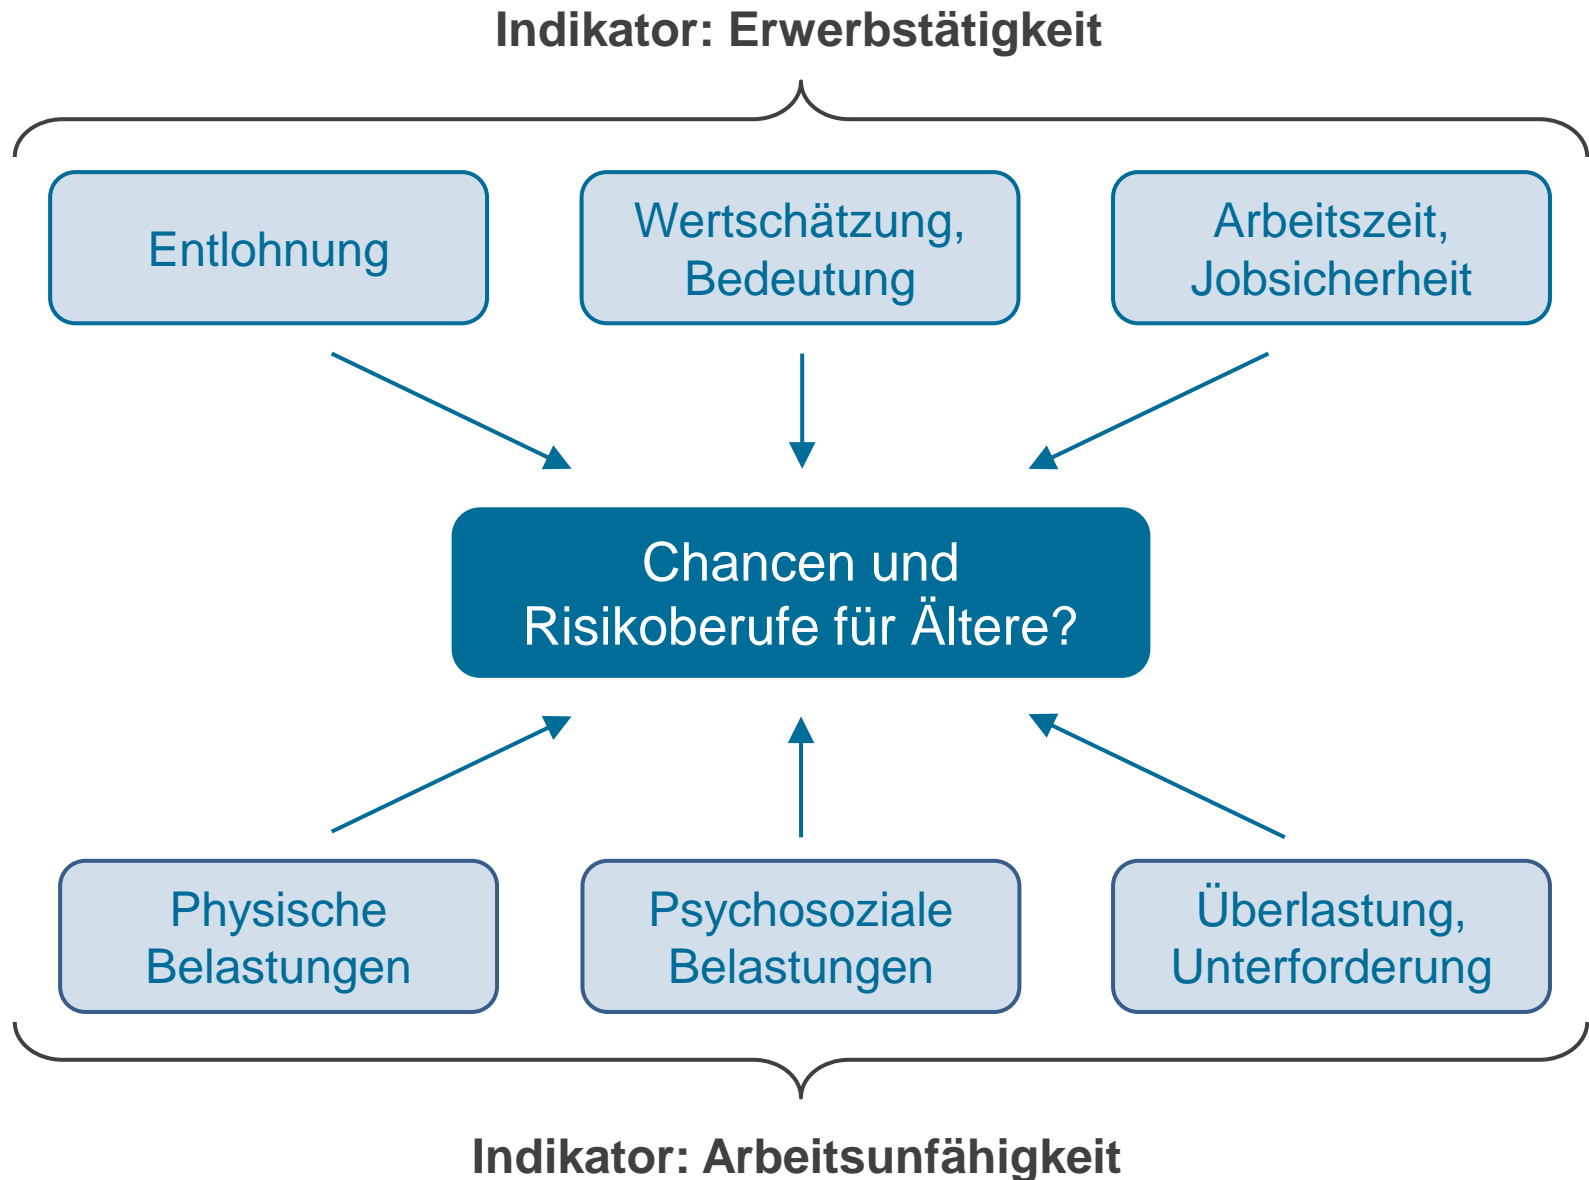 Indikator: Erwerbstätigkeit
Entlohnung
Wertschätzung,
Bedeutung
Arbeitszeit,
Jobsicherheit
Chancen und
Risikoberufe für Ältere?
Physische
Belastungen
Psychosoziale
Belastungen
Überlastung,
Unterforderung
Indikator: Arbeitsunfähigkeit